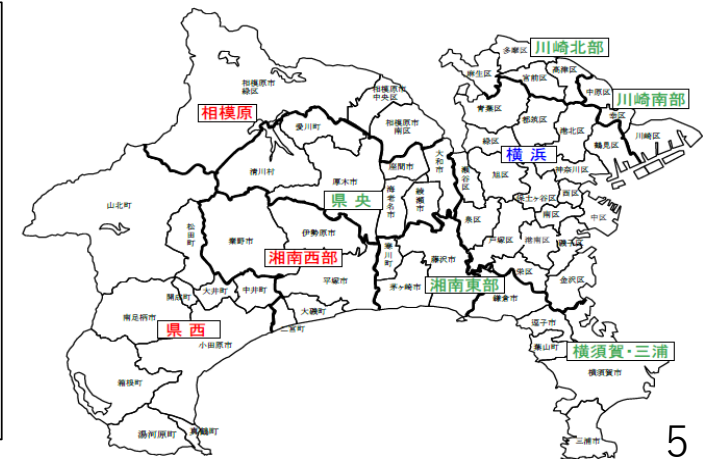 多摩区
川崎北部
麻生区
宮前区
高津区
中原区
川崎南部
幸区
川崎区
相模原市
緑区
相模原
相模原市
中央区
相模原市
南区
愛川町
青葉区
都筑区
港北区
鶴見区
緑区
横浜
神奈川区
大和市
座間市
瀬谷区
旭区
保土ヶ谷区
西区
清川村
厚木市
県央
海老名市
綾瀬市
泉区
南区
中区
山北町
松田町
秦野市
伊勢原市
湘南西部
寒川町
藤沢市
戸塚区
港南区
磯子区
栄区
金沢区
平塚市
茅ヶ崎市
湘南東部
鎌倉市
開成町
大井町
中井町
大磯町
二宮町
逗子市
南足柄市
県西
小田原市
葉山町
横須賀・三浦
横須賀市
箱根町
湯河原町
真鶴町
三浦市
5